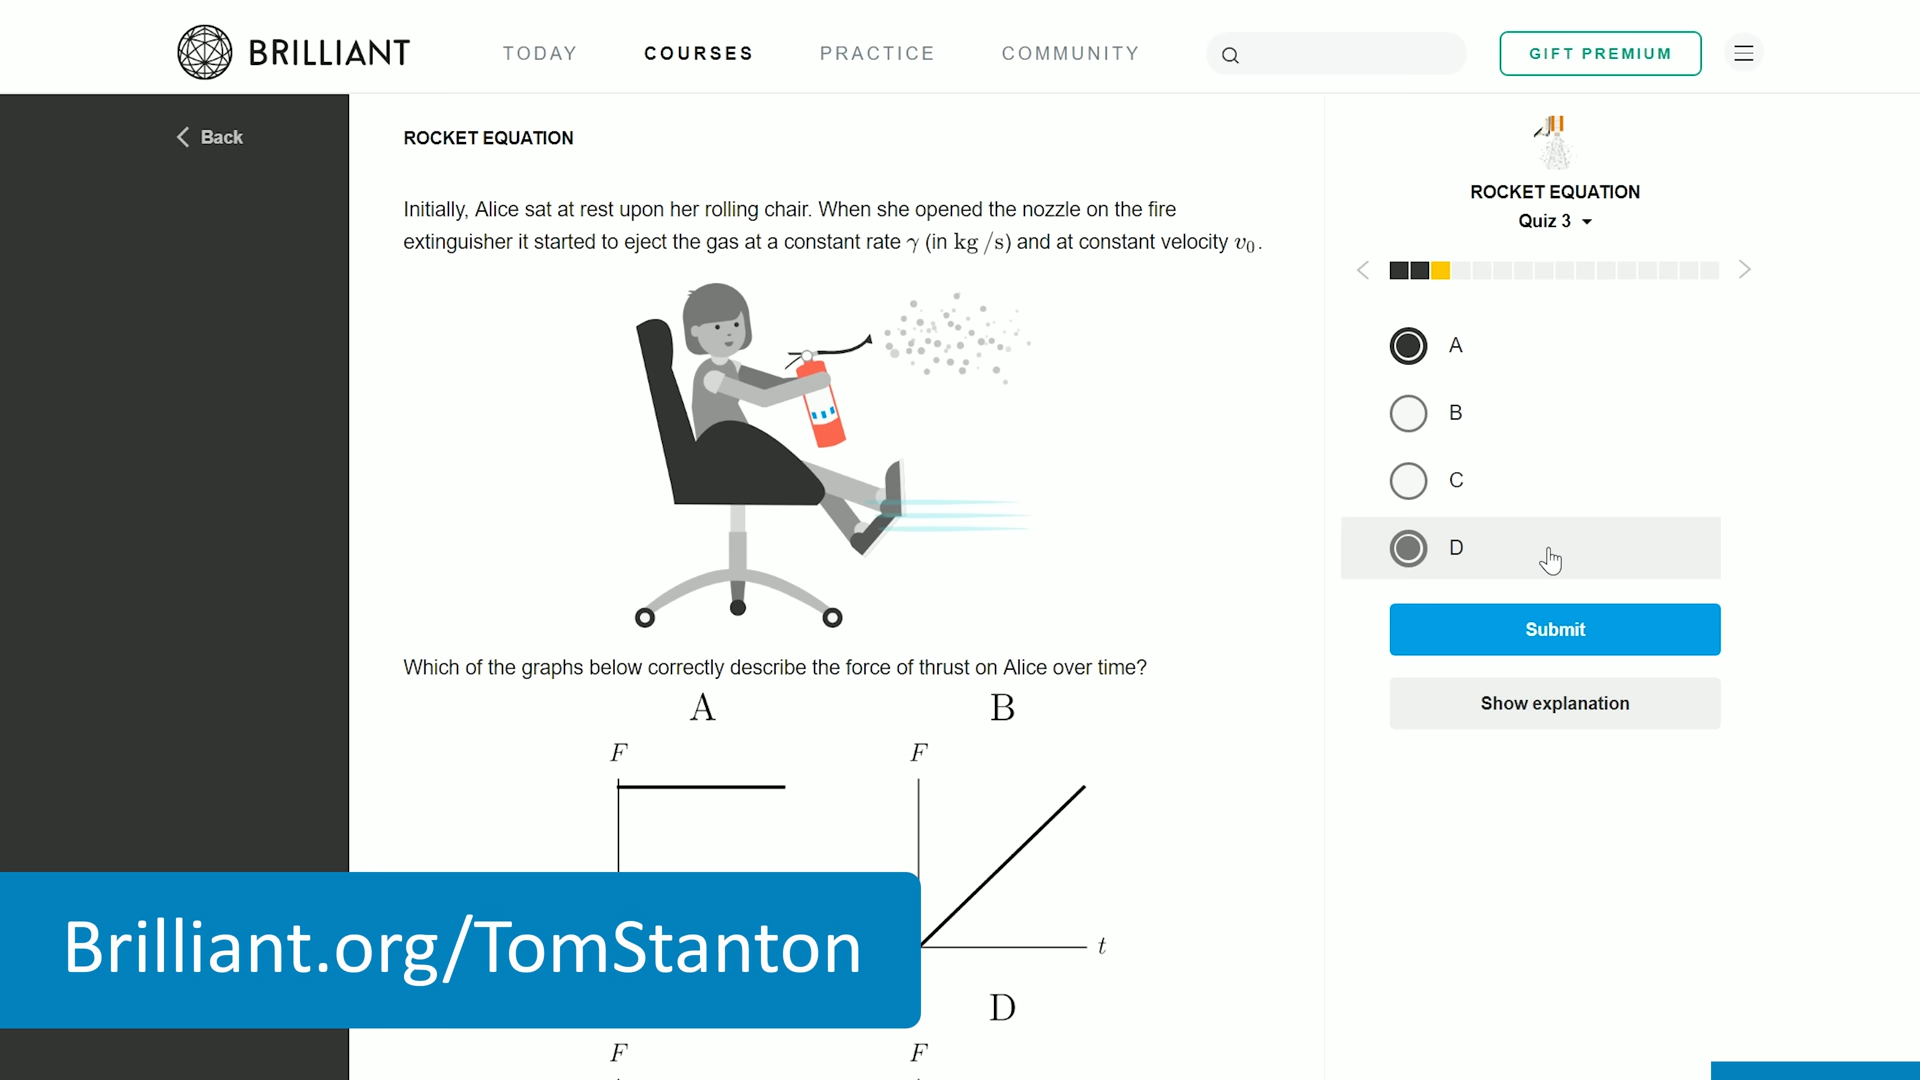 BRILLIANT
TODAY
COURSES
PRACTICE
COMMUNITY
GIFT PREMIUM
Back
ROCKET EQUATION
Initially, Alice sat at rest upon her rolling chair. When she opened the nozzle on the fire
extinguisher it started to eject the gas at a constant rate γ (in kg /s) and at constant velocity v₀.
Which of the graphs below correctly describe the force of thrust on Alice over time?
A
B
F
F
t
D
F
F
Brilliant.org/TomStanton
ROCKET EQUATION
Quiz 3
A
B
C
D
Submit
Show explanation